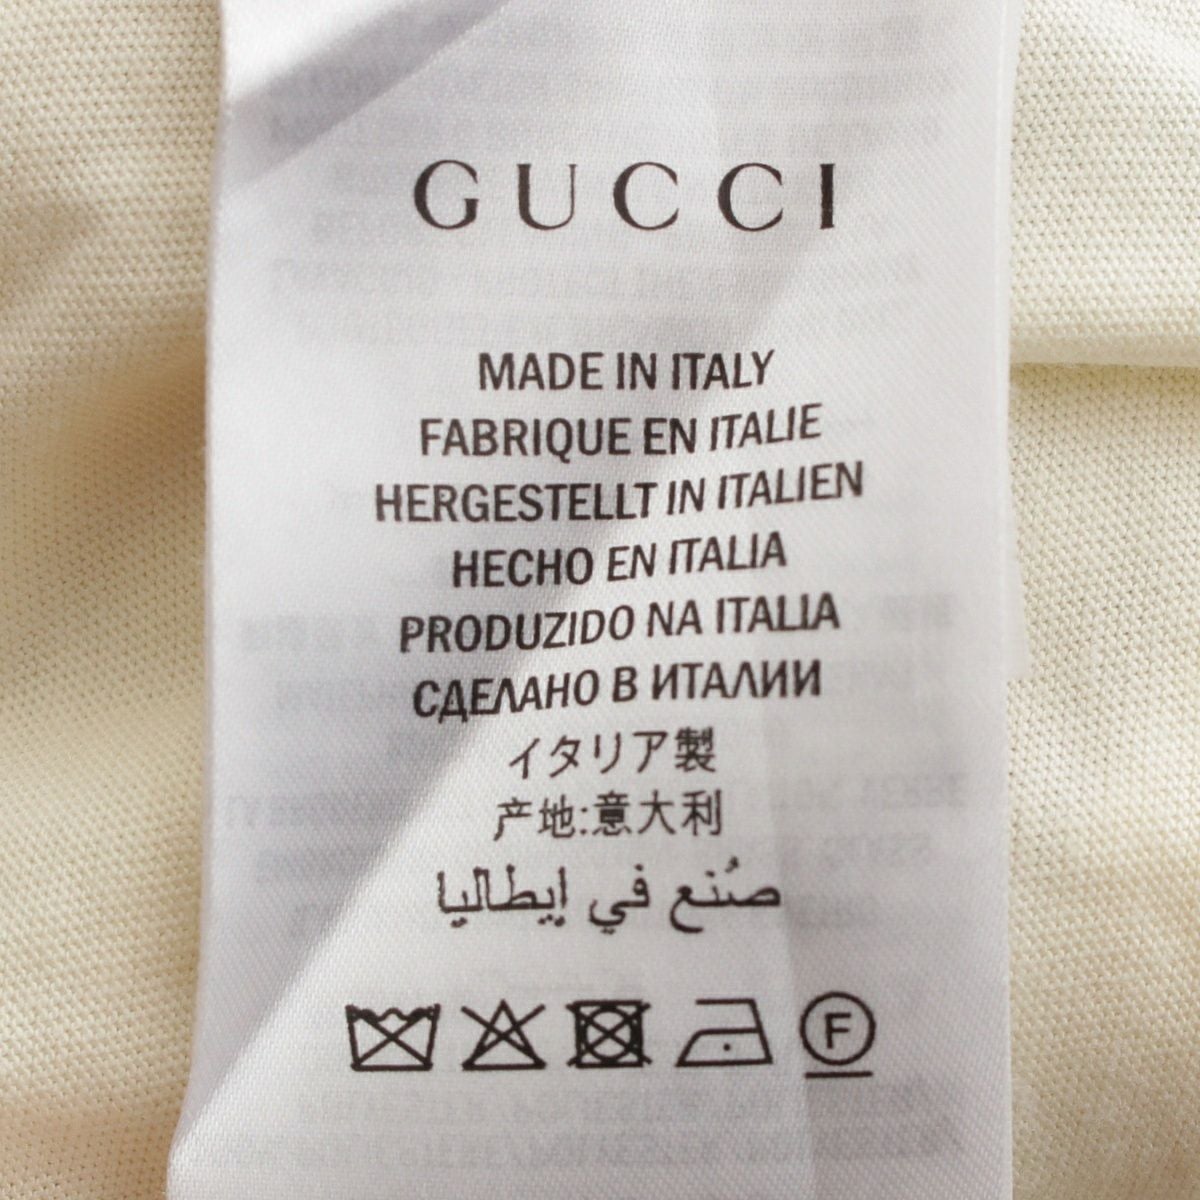 GUCCI
MADE IN ITALY
FABRIQUE EN ITALIE
HERGESTELLT IN ITALIEN
HECHO EN ITALIA
PRODUZIDO NA ITALIA
СДЕЛАНО В ИТАЛИИ
イタリア製
产地:意大利
صُنع في إيطاليا
F